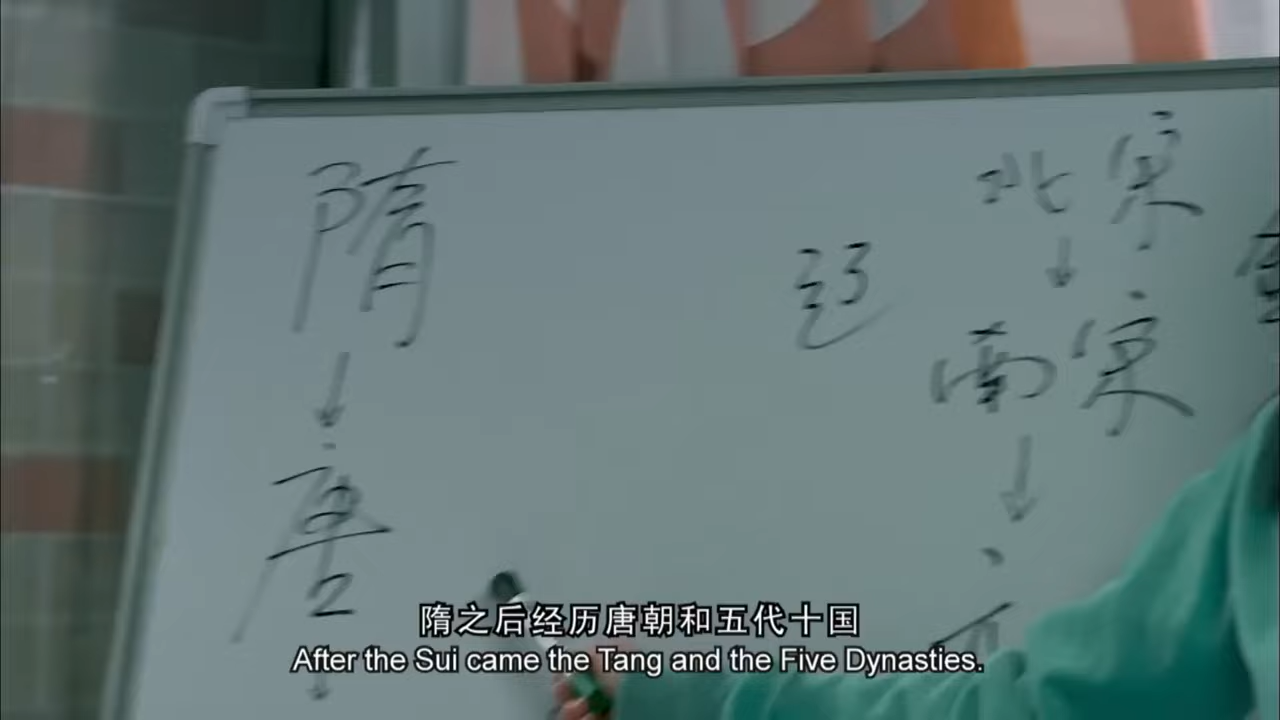 隋
↓
唐
↓
辽
北宋
↓
南宋
↓
隋之后经历唐朝和五代十国
After the Sui came the Tang and the Five Dynasties.